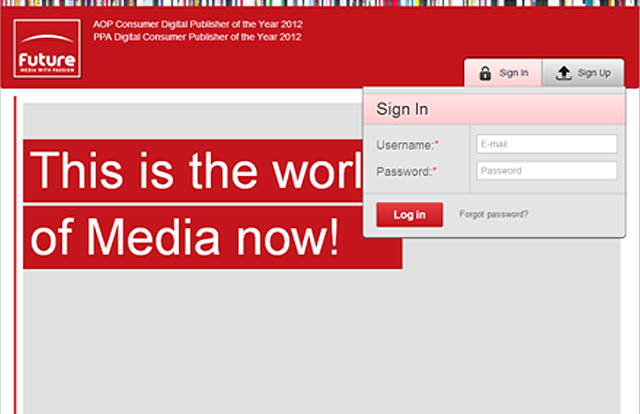 AOP Consumer Digital Publisher of the Year 2012
PPA Digital Consumer Publisher of the Year 2012
Future
MEDIA WITH PASSION
Sign In
Sign Up
Sign In
Username:*
E-mail
Password:*
Password
Log in
Forgot password?
This is the worl
of Media now!